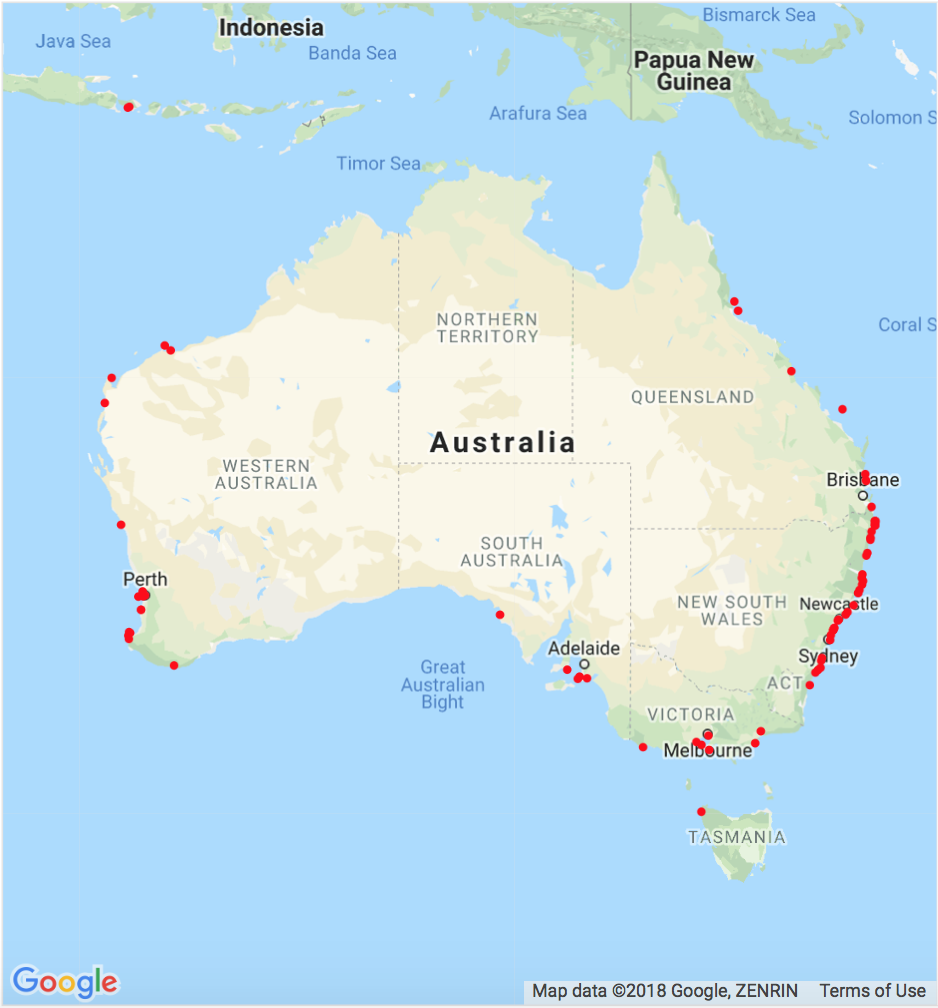 Bismarck Sea
Indonesia
Java Sea
Banda Sea
Papua New
Guinea
Arafura Sea
Solomon S
Timor Sea
NORTHERN
TERRITORY
Coral S
QUEENSLAND
Australia
WESTERN
AUSTRALIA
Brisbane
SOUTH
AUSTRALIA
Perth
NEW SOUTH
WALES
Newcastle
Adelaide
Sydney
Great
Australian
Bight
ACT
VICTORIA
Melbourne
TASMANIA
Google
Map data ©2018 Google, ZENRIN Terms of Use